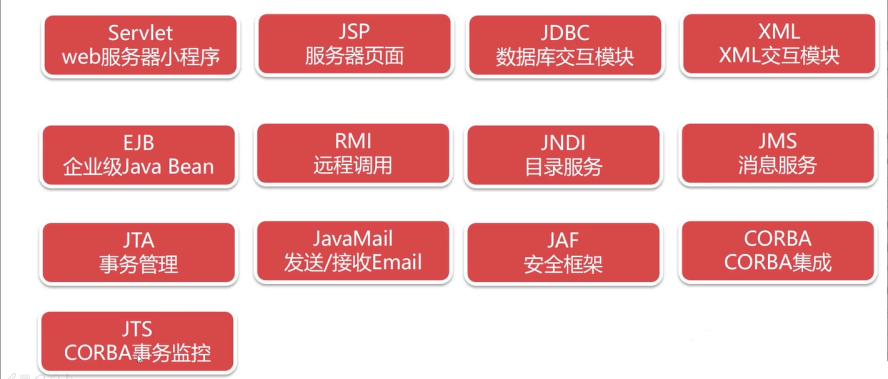 Servlet
web服务器小程序
JSP
服务器页面
JDBC
数据库交互模块
XML
XML交互模块
EJB
企业级Java Bean
RMI
远程调用
JNDI
目录服务
JMS
消息服务
JTA
事务管理
JavaMail
发送/接收Email
JAF
安全框架
CORBA
CORBA集成
JTS
CORBA事务监控